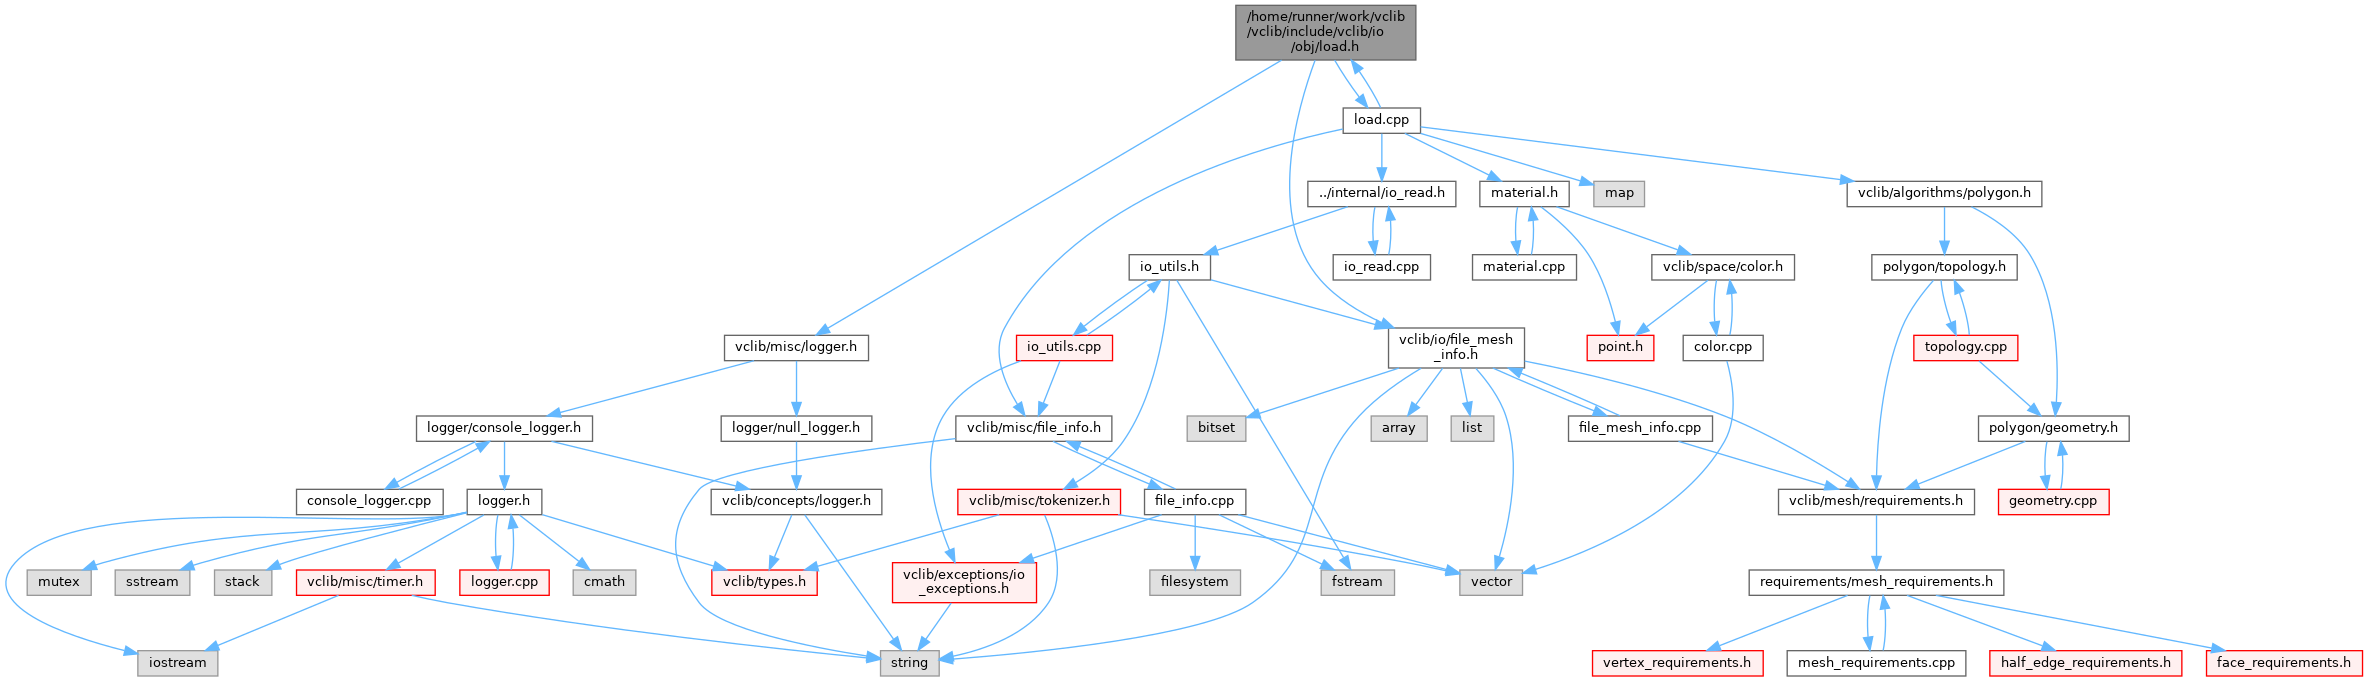 /home/runner/work/vclib
/vclib/include/vclib/io
/obj/load.h
load.cpp
../internal/io_read.h
material.h
map
vclib/algorithms/polygon.h
io_utils.h
io_read.cpp
material.cpp
vclib/space/color.h
polygon/topology.h
vclib/misc/logger.h
io_utils.cpp
vclib/io/file_mesh
_info.h
point.h
color.cpp
topology.cpp
logger/console_logger.h
logger/null_logger.h
vclib/misc/file_info.h
bitset
array
list
file_mesh_info.cpp
polygon/geometry.h
console_logger.cpp
logger.h
vclib/concepts/logger.h
vclib/misc/tokenizer.h
file_info.cpp
vclib/mesh/requirements.h
geometry.cpp
mutex
sstream
stack
vclib/misc/timer.h
logger.cpp
cmath
vclib/types.h
vclib/exceptions/io
_exceptions.h
filesystem
fstream
vector
requirements/mesh_requirements.h
iostream
string
vertex_requirements.h
mesh_requirements.cpp
half_edge_requirements.h
face_requirements.h